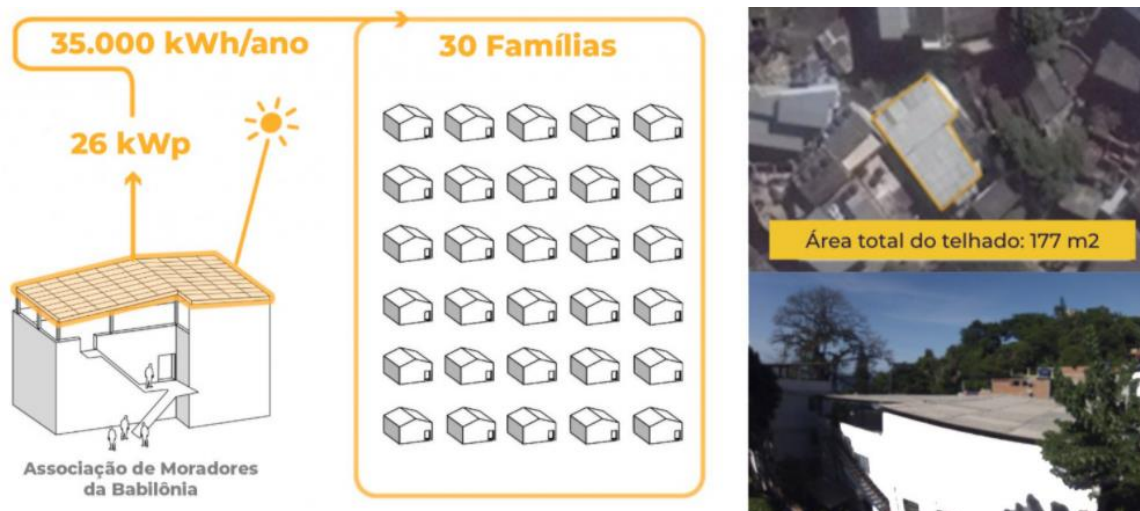 35.000 kWh/ano
26 kWp
Associação de Moradores
da Babilônia
30 Famílias
Área total do telhado: 177 m2